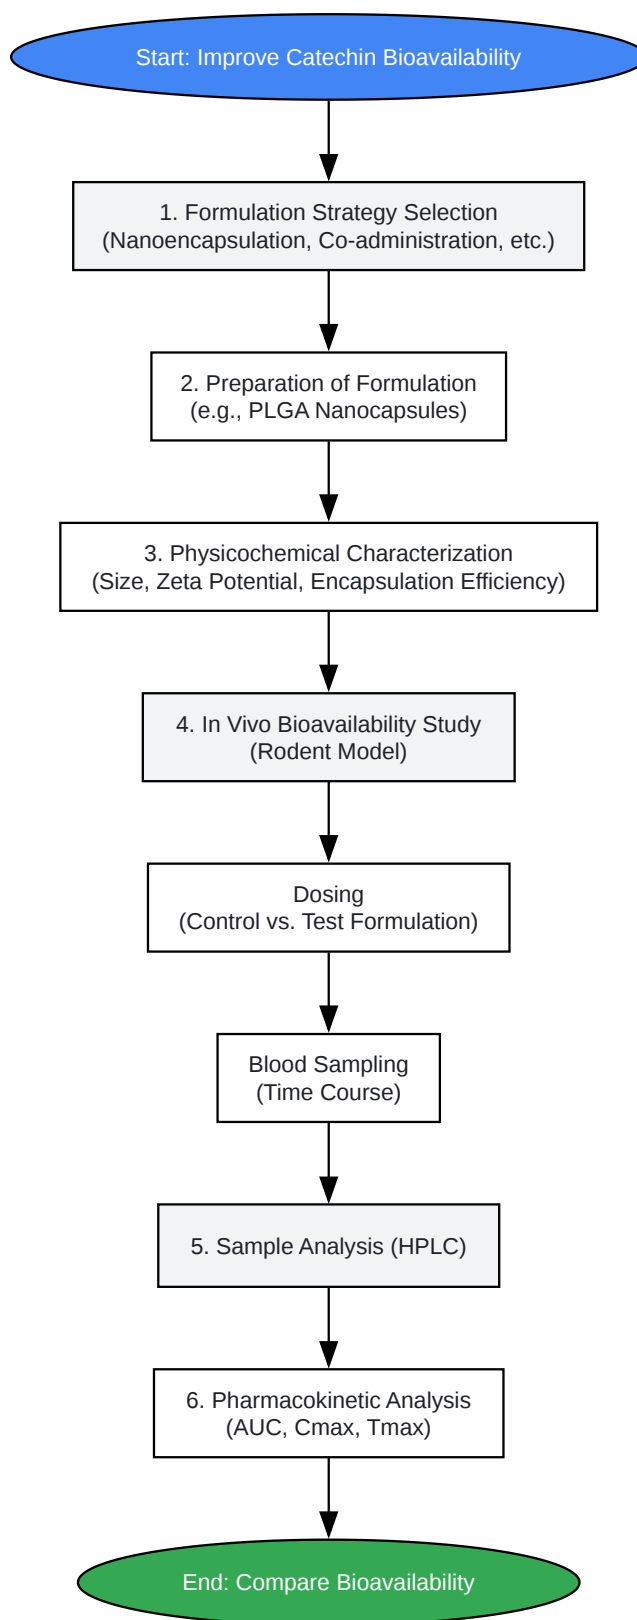 Start: Improve Catechin Bioavailability
1. Formulation Strategy Selection
(Nanoencapsulation, Co-administration, etc.)
2. Preparation of Formulation
(e.g., PLGA Nanocapsules)
3. Physicochemical Characterization
(Size, Zeta Potential, Encapsulation Efficiency)
4. In Vivo Bioavailability Study
(Rodent Model)
Dosing
(Control vs. Test Formulation)
Blood Sampling
(Time Course)
5. Sample Analysis (HPLC)
6. Pharmacokinetic Analysis
(AUC, Cmax, Tmax)
End: Compare Bioavailability